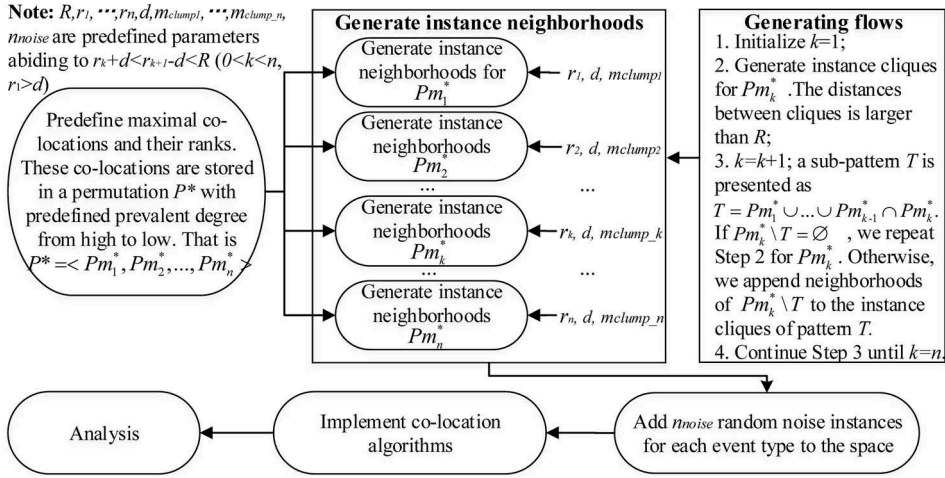 Note: R,r1, ···,rn,d,mclump1, ···,mclump_n,
nnoise are predefined parameters
abiding to rk+d<rk+1-d<R (0<k<n,
r1>d)
Predefine maximal co-
locations and their ranks.
These co-locations are stored
in a permutation P* with
predefined prevalent degree
from high to low. That is
P* =< Pm1*, Pm2*,..., Pmn* >
Generate instance neighborhoods
Generate instance
neighborhoods for
Pm1*
r1, d, mclump1
Generate instance
neighborhoods
Pm2*
r2, d, mclump2
...
...
Generate instance
neighborhoods
Pmk*
rk, d, mclump_k
...
...
Generate instance
neighborhoods
Pmn*
rn, d, mclump_n
Generating flows
1. Initialize k=1;
2. Generate instance cliques
for Pmk* .The distances
between cliques is larger
than R;
3. k=k+1; a sub-pattern T is
presented as
T = Pm1* ∪ ... ∪ Pmk-1* ∩ Pmk*.
If Pmk* \ T = ∅ , we repeat
Step 2 for Pmk* . Otherwise,
we append neighborhoods
of Pmk* \ T to the instance
cliques of pattern T.
4. Continue Step 3 until k=n.
Analysis
Implement co-location
algorithms
Add nnoise random noise instances
for each event type to the space